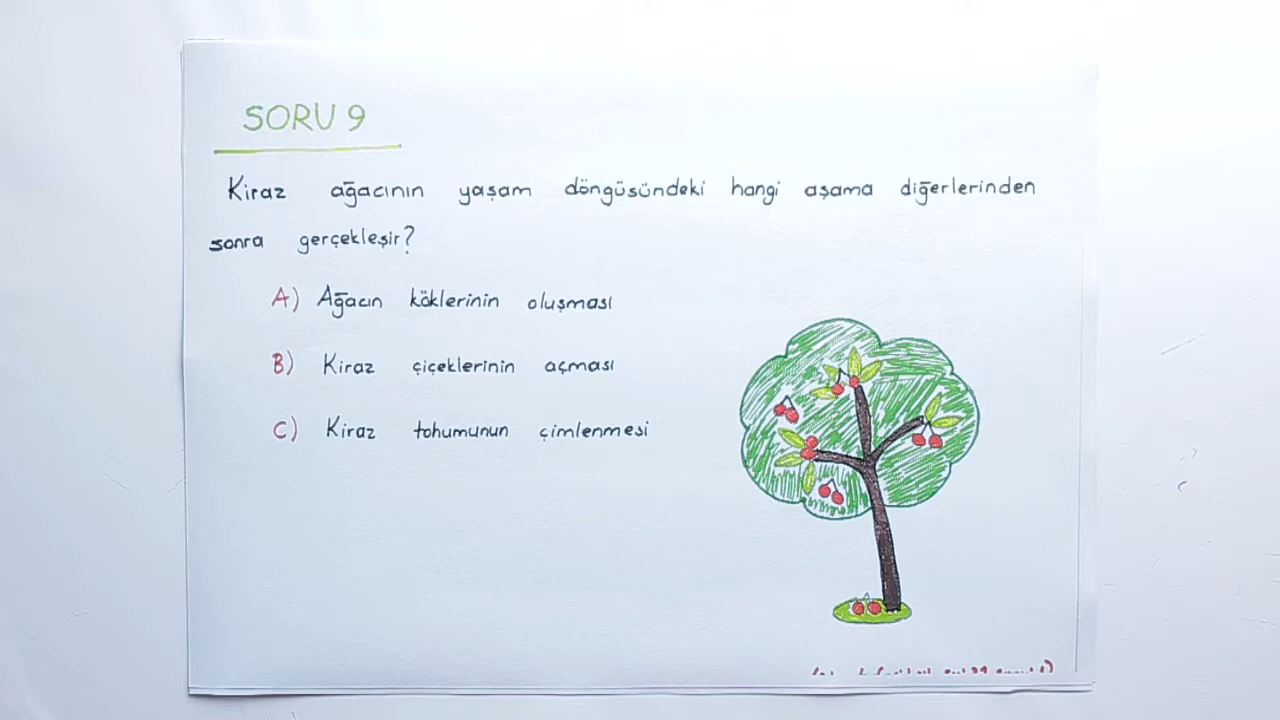 SORU 9
Kiraz ağacının yaşam döngüsündeki hangi aşama diğerlerinden
sonra gerçekleşir?
A) Ağacın köklerinin oluşması
B) Kiraz çiçeklerinin açması
C) Kiraz tohumunun çimlenmesi